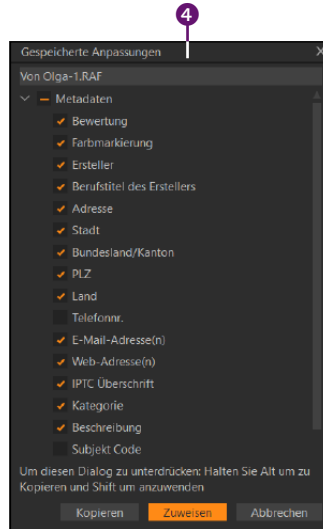 4
Gespeicherte Anpassungen X
Von Olga-1.RAF
Metadaten
Bewertung
Farbmarkierung
Ersteller
Berufstitel des Erstellers
Adresse
Stadt
Bundesland/Kanton
PLZ
Land
Telefonnr.
E-Mail-Adresse(n)
Web-Adresse(n)
IPTC Überschrift
Kategorie
Beschreibung
Subjekt Code
Um diesen Dialog zu unterdrücken: Halten Sie Alt um zu
Kopieren und Shift um anzuwenden
Kopieren Zuweisen Abbrechen